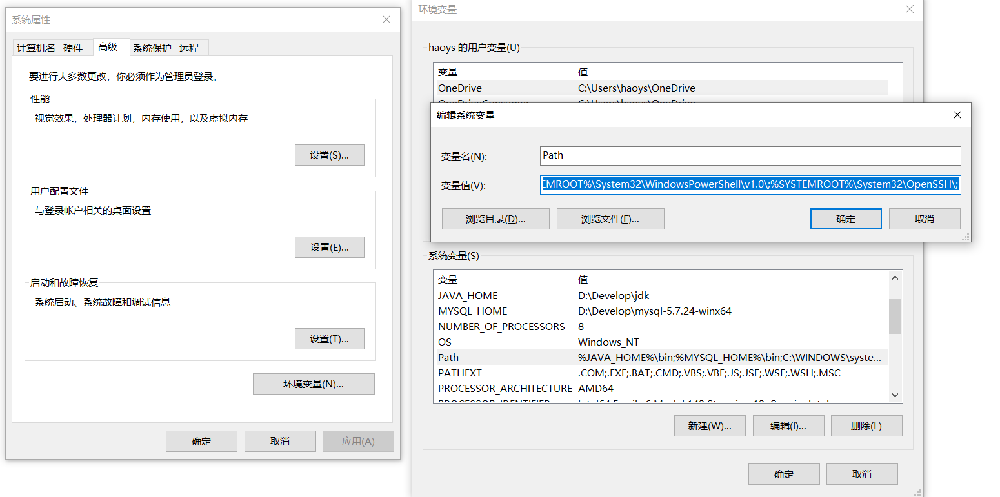 系统属性
计算机名 硬件 高级 系统保护 远程
要进行大多数更改，你必须作为管理员登录。
性能
视觉效果，处理器计划，内存使用，以及虚拟内存
设置(S)...
用户配置文件
与登录帐户相关的桌面设置
设置(E)...
启动和故障恢复
系统启动、系统故障和调试信息
设置(T)...
环境变量(N)...
确定 取消 应用(A)
环境变量
haoys 的用户变量(U)
变量 值
OneDrive C:\Users\haoys\OneDrive
OneDriveConsumer C:\Users\haoys\OneDrive
编辑系统变量
变量名(N): Path
变量值(V): EMROOT%\System32\WindowsPowerShell\v1.0\;%SYSTEMROOT%\System32\OpenSSH\;
浏览目录(D)... 浏览文件(F)... 确定 取消
系统变量(S)
变量 值
JAVA_HOME D:\Develop\jdk
MYSQL_HOME D:\Develop\mysql-5.7.24-winx64
NUMBER_OF_PROCESSORS 8
OS Windows_NT
Path %JAVA_HOME%\bin;%MYSQL_HOME%\bin;C:\WINDOWS\syste...
PATHEXT .COM;.EXE;.BAT;.CMD;.VBS;.VBE;.JS;.JSE;.WSF;.WSH;.MSC
PROCESSOR_ARCHITECTURE AMD64
新建(W)... 编辑(I)... 删除(L)
确定 取消